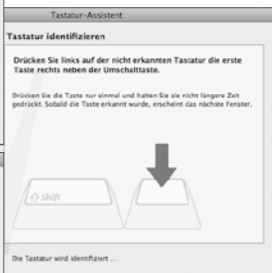 Tastatur-Assistent
Tastatur identifizieren
Drücken Sie links auf der nicht erkannten Tastatur die erste
Taste rechts neben der Umschalttaste.
Drücken Sie die Taste nur einmal und halten Sie sie nicht längere Zeit
gedrückt. Sobald die Taste erkannt wurde, erscheint das nächste Fenster.
⇧ Shift
Die Tastatur wird identifiziert ...